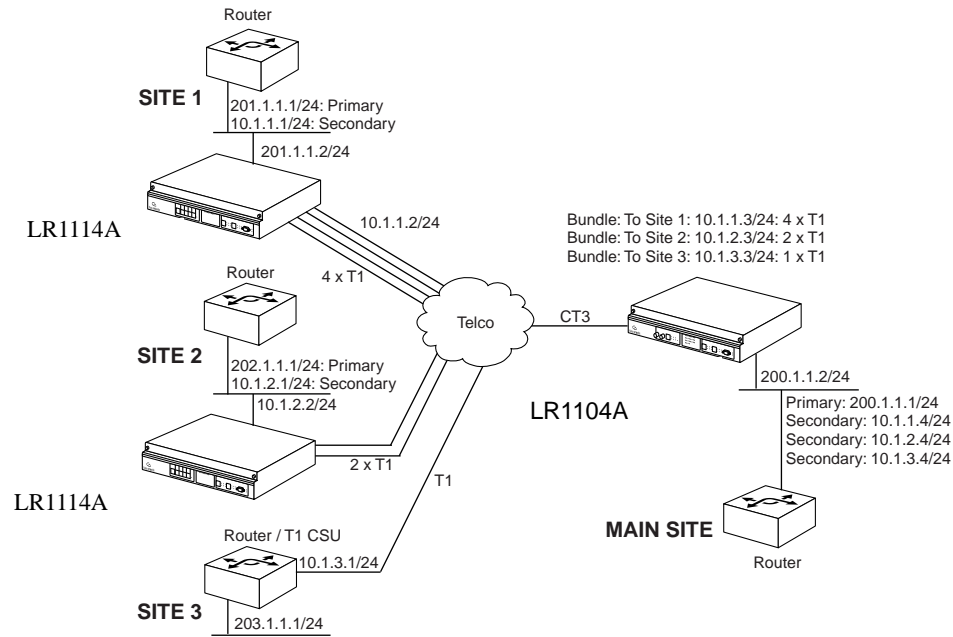 Router
SITE 1
201.1.1.1/24: Primary
10.1.1.1/24: Secondary
201.1.1.2/24
LR1114A
10.1.1.2/24
4 x T1
Bundle: To Site 1: 10.1.1.3/24: 4 x T1
Bundle: To Site 2: 10.1.2.3/24: 2 x T1
Bundle: To Site 3: 10.1.3.3/24: 1 x T1
Router
SITE 2
202.1.1.1/24: Primary
10.1.2.1/24: Secondary
10.1.2.2/24
Telco
CT3
LR1104A
200.1.1.2/24
Primary: 200.1.1.1/24
Secondary: 10.1.1.4/24
Secondary: 10.1.2.4/24
Secondary: 10.1.3.4/24
2 x T1
T1
LR1114A
MAIN SITE
Router
Router / T1 CSU
10.1.3.1/24
SITE 3
203.1.1.1/24